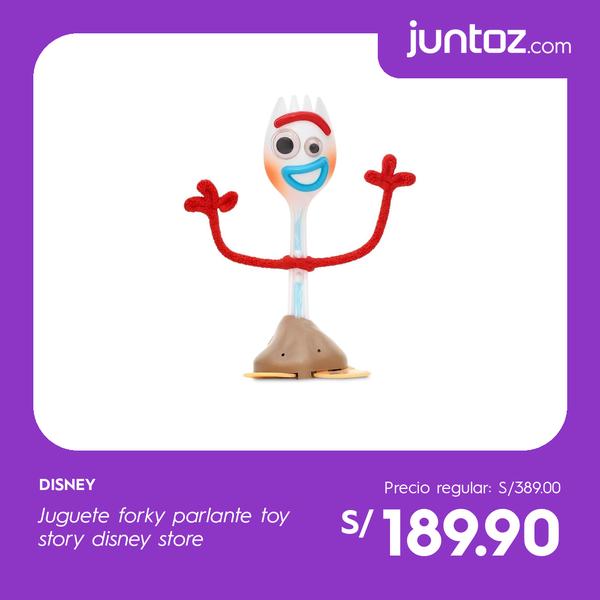 juntoz.com
DISNEY
Juguete forky parlante toy
story disney store
Precio regular: S/389.00
S/189.90